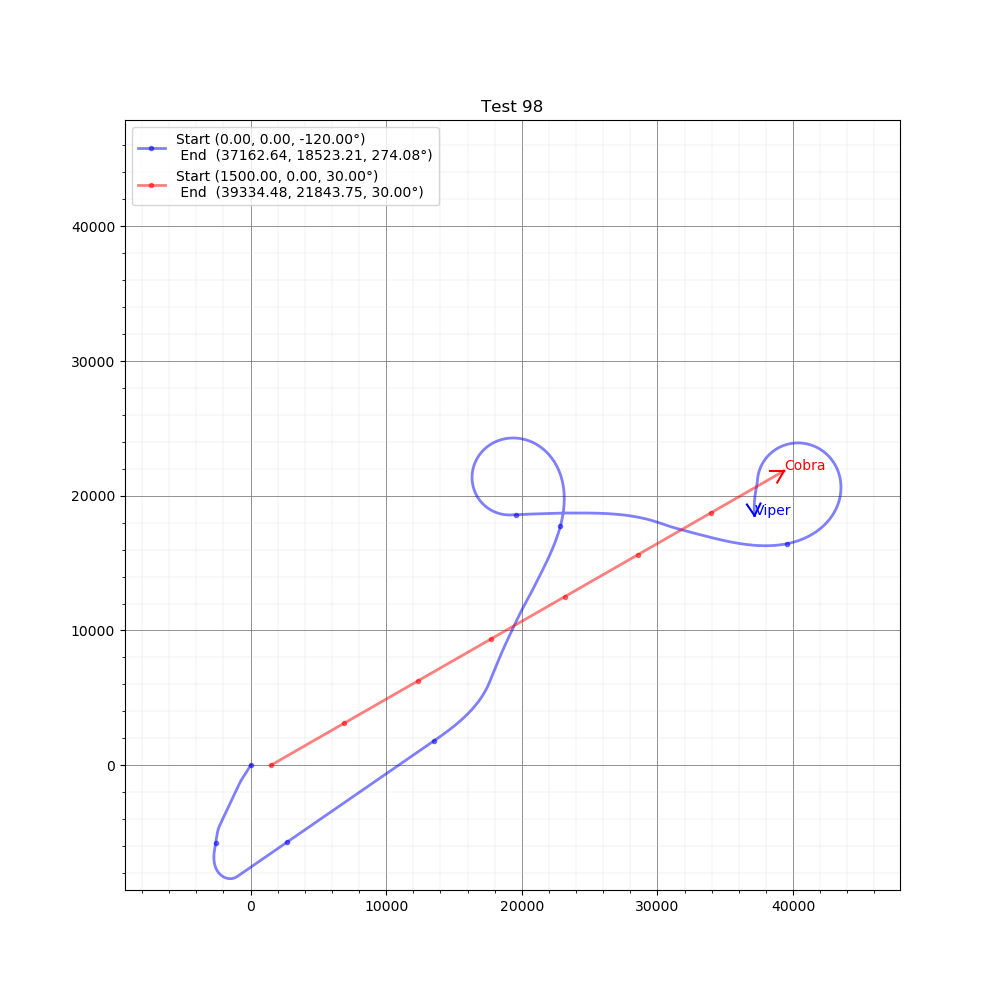 Test 98
Start (0.00, 0.00, -120.00°)
End (37162.64, 18523.21, 274.08°)
Start (1500.00, 0.00, 30.00°)
End (39334.48, 21843.75, 30.00°)
40000
30000
20000
10000
0
Cobra
Viper
0
10000
20000
30000
40000